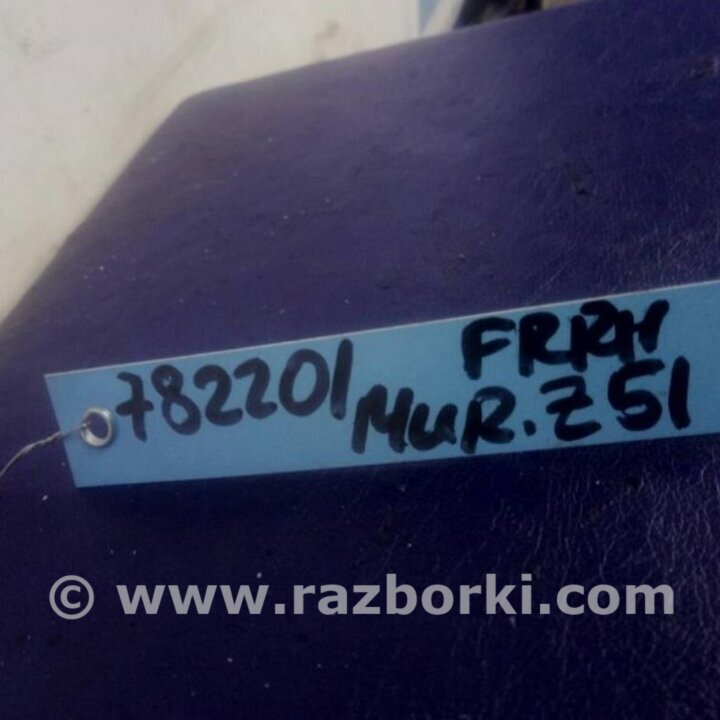 782201 FRRH
MUR. Z51
© www.razborki.com